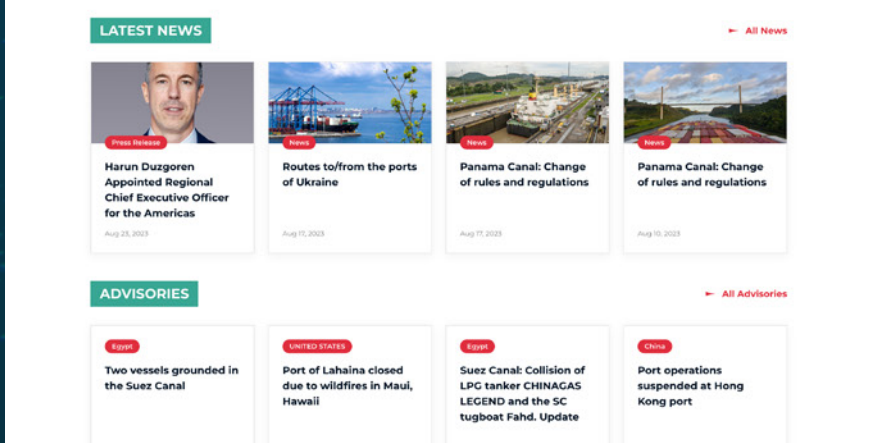 LATEST NEWS
All News
Press Release
Harun Duzgoren
Appointed Regional
Chief Executive Officer
for the Americas
Aug 23, 2023
News
Routes to/from the ports
of Ukraine
Aug 17, 2023
News
Panama Canal: Change
of rules and regulations
Aug 17, 2023
News
Panama Canal: Change
of rules and regulations
Aug 10, 2023
ADVISORIES
All Advisories
Egypt
Two vessels grounded in
the Suez Canal
UNITED STATES
Port of Lahaina closed
due to wildfires in Maui,
Hawaii
Egypt
Suez Canal: Collision of
LPG tanker CHINAGAS
LEGEND and the SC
tugboat Fahd. Update
China
Port operations
suspended at Hong
Kong port